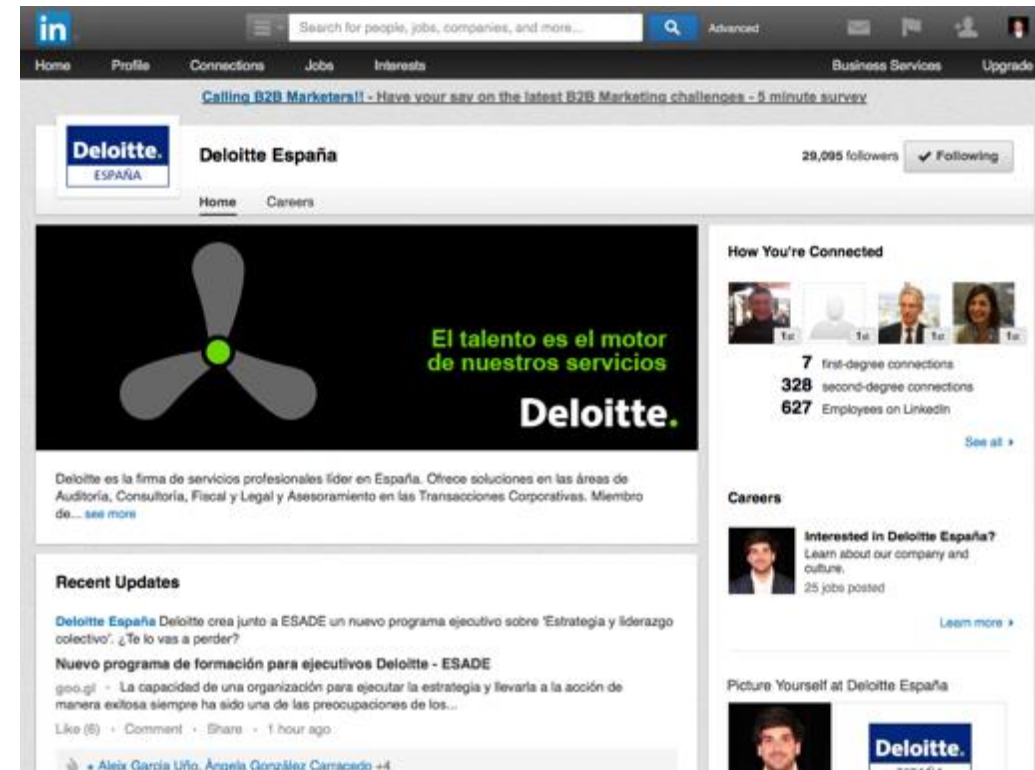 in
Search for people, jobs, companies, and more...
Advanced
Home Profile Connections Jobs Interests
Business Services Upgrade
Calling B2B Marketers!! - Have your say on the latest B2B Marketing challenges - 5 minute survey
Deloitte.
ESPAÑA
Deloitte España
29,095 followers
Following
Home Careers
El talento es el motor
de nuestros servicios
Deloitte.
Deloitte es la firma de servicios profesionales líder en España. Ofrece soluciones en las áreas de
Auditoría, Consultoría, Fiscal y Legal y Asesoramiento en las Transacciones Corporativas. Miembro
de... see more
Recent Updates
Deloitte España Deloitte crea junto a ESADE un nuevo programa ejecutivo sobre 'Estrategia y liderazgo
colectivo'. ¿Te lo vas a perder?
Nuevo programa de formación para ejecutivos Deloitte - ESADE
goo.gl · La capacidad de una organización para ejecutar la estrategia y llevarla a la acción de
manera exitosa siempre ha sido una de las preocupaciones de los...
Like (6) · Comment · Share · 1 hour ago
Aleix Garcia Uño, Àngela González Carracedo +4
How You're Connected
1st 1st 1st 1st
7 first-degree connections
328 second-degree connections
627 Employees on LinkedIn
See all
Careers
Interested in Deloitte España?
Learn about our company and
culture.
25 jobs posted
Learn more
Picture Yourself at Deloitte España
Deloitte.